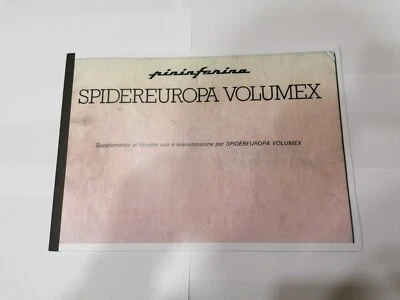 pininfarina
SPIDEREUROPA VOLUMEX
Supplemento al libretto uso e manutenzione per SPIDEREUROPA VOLUMEX